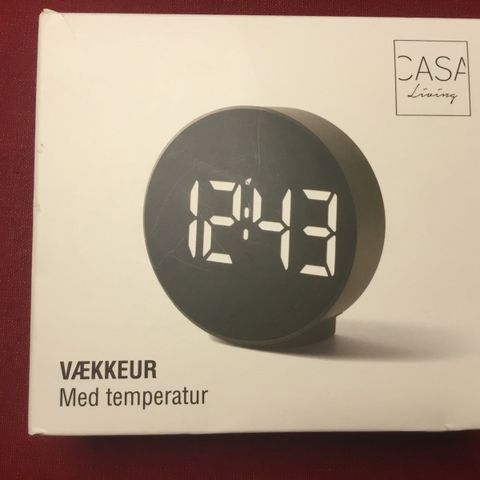 CASA
Living
12:43
VÆKKEUR
Med temperatur